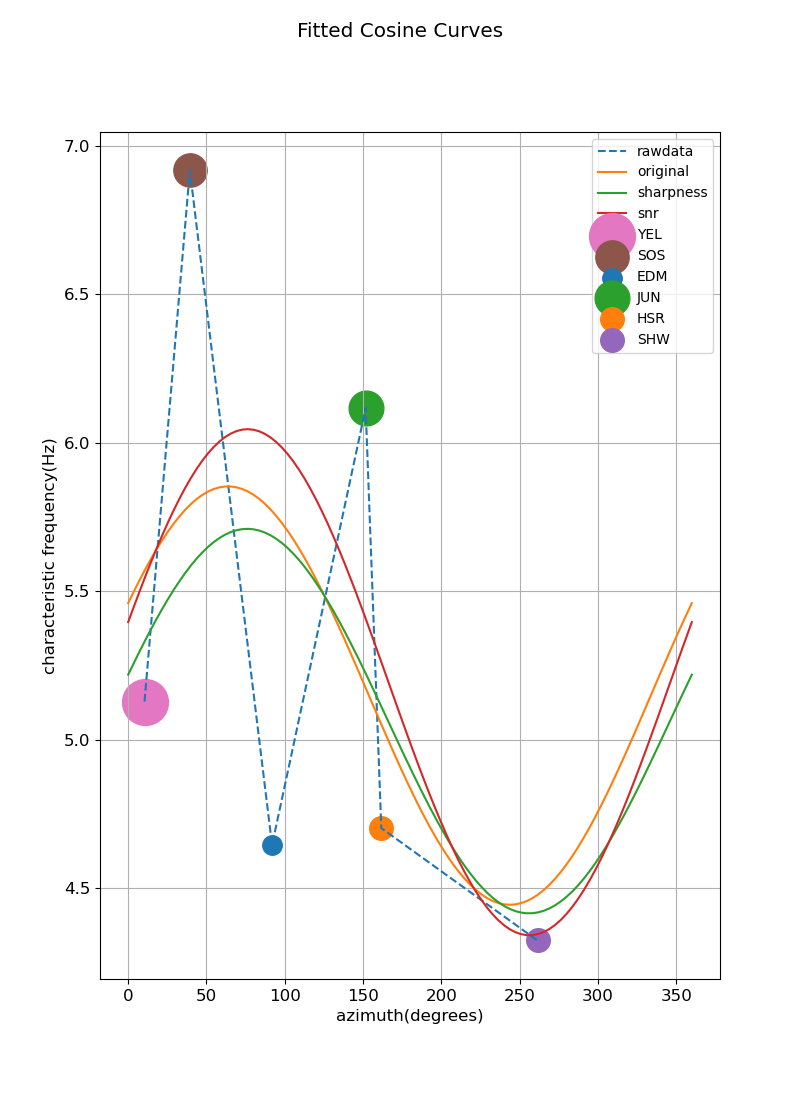 Fitted Cosine Curves
7.0
6.5
6.0
5.5
5.0
4.5
characteristic frequency(Hz)
rawdata
original
sharpness
snr
YEL
SOS
EDM
JUN
HSR
SHW
0 50 100 150 200 250 300 350
azimuth(degrees)